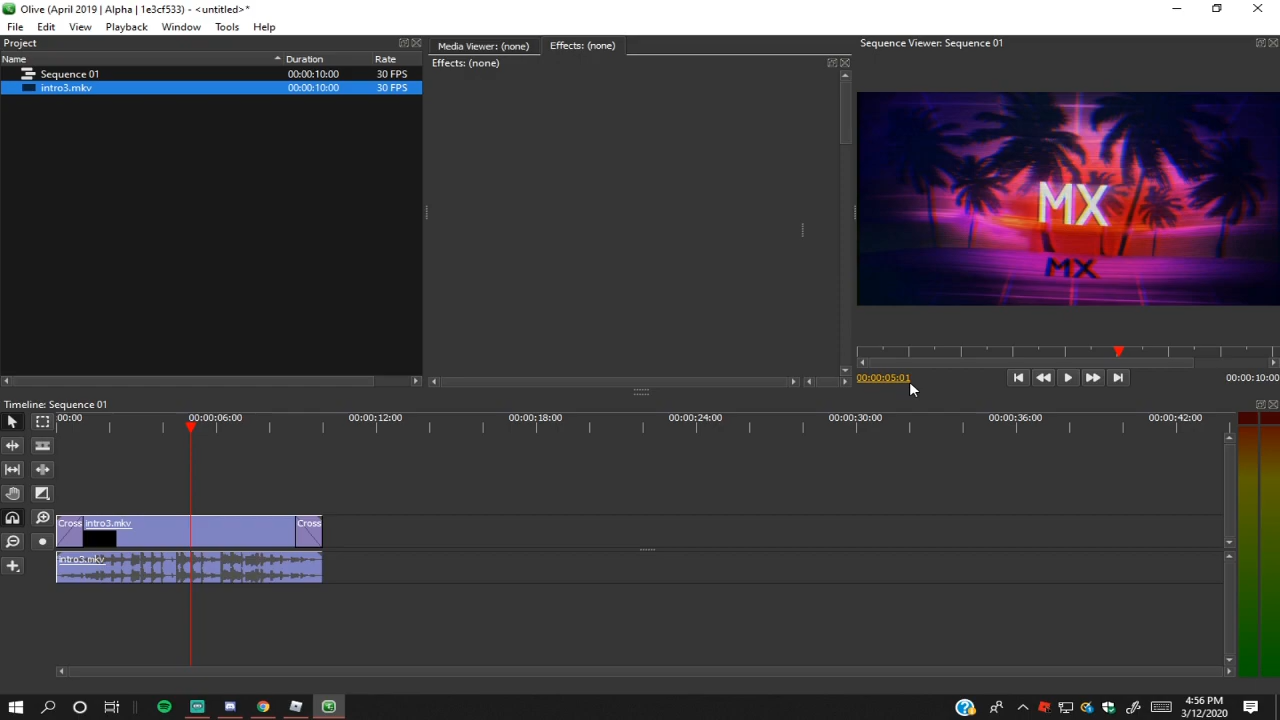 Olive (April 2019 | Alpha | 1e3cf533) - <untitled>*
File Edit View Playback Window Tools Help
Project
Name Duration Rate
Sequence 01 00:00:10:00 30 FPS
intro3.mkv 00:00:10:00 30 FPS
Media Viewer: (none) Effects: (none)
Effects: (none)
Sequence Viewer: Sequence 01
MX
MX
00:00:05:01 00:00:10:00
Timeline: Sequence 01
00:00 00:00:06:00 00:00:12:00 00:00:18:00 00:00:24:00 00:00:30:00 00:00:36:00 00:00:42:00
Cross intro3.mkv Cross
intro3.mkv
4:56 PM
3/12/2020